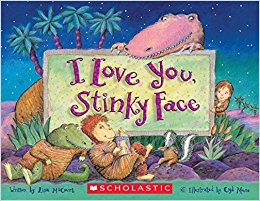 I Love You,
Stinky Face
Written by Lisa McCourt
SCHOLASTIC
Illustrated by Cyd Moore